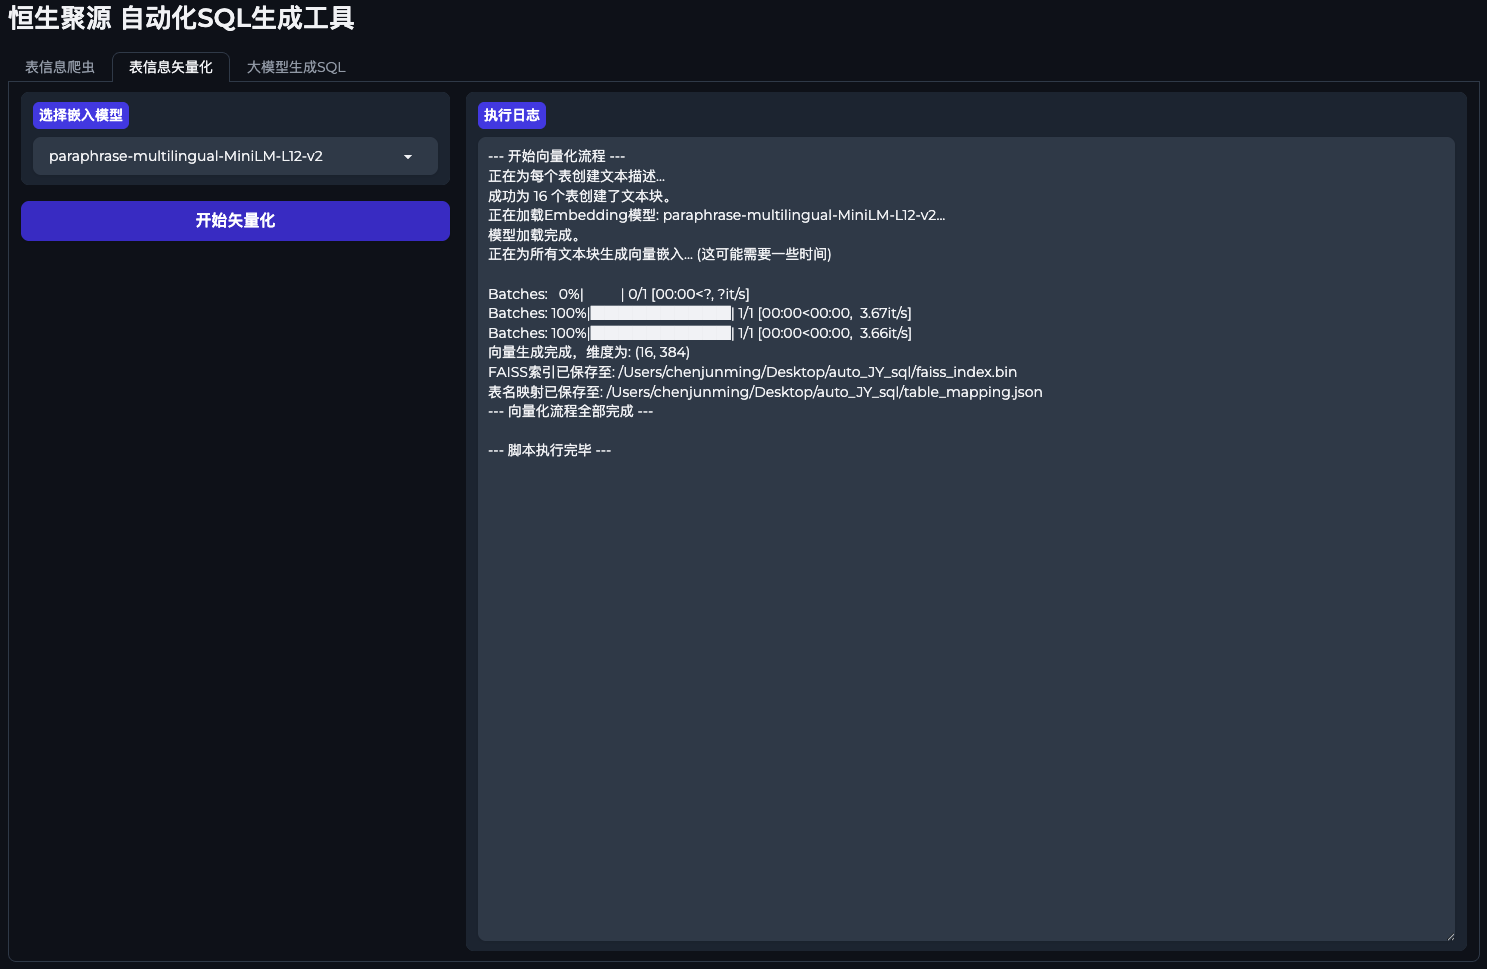 恒生聚源 自动化SQL生成工具
表信息爬虫
表信息矢量化
大模型生成SQL
选择嵌入模型
paraphrase-multilingual-MiniLM-L12-v2
开始矢量化
执行日志
--- 开始向量化流程 ---
正在为每个表创建文本描述...
成功为 16 个表创建了文本块。
正在加载Embedding模型: paraphrase-multilingual-MiniLM-L12-v2...
模型加载完成。
正在为所有文本块生成向量嵌入... (这可能需要一些时间)
Batches:   0%|          | 0/1 [00:00<?, ?it/s]
Batches: 100%|██████████| 1/1 [00:00<00:00,  3.67it/s]
Batches: 100%|██████████| 1/1 [00:00<00:00,  3.66it/s]
向量生成完成，维度为: (16, 384)
FAISS索引已保存至: /Users/chenjunming/Desktop/auto_JY_sql/faiss_index.bin
表名映射已保存至: /Users/chenjunming/Desktop/auto_JY_sql/table_mapping.json
--- 向量化流程全部完成 ---
--- 脚本执行完毕 ---